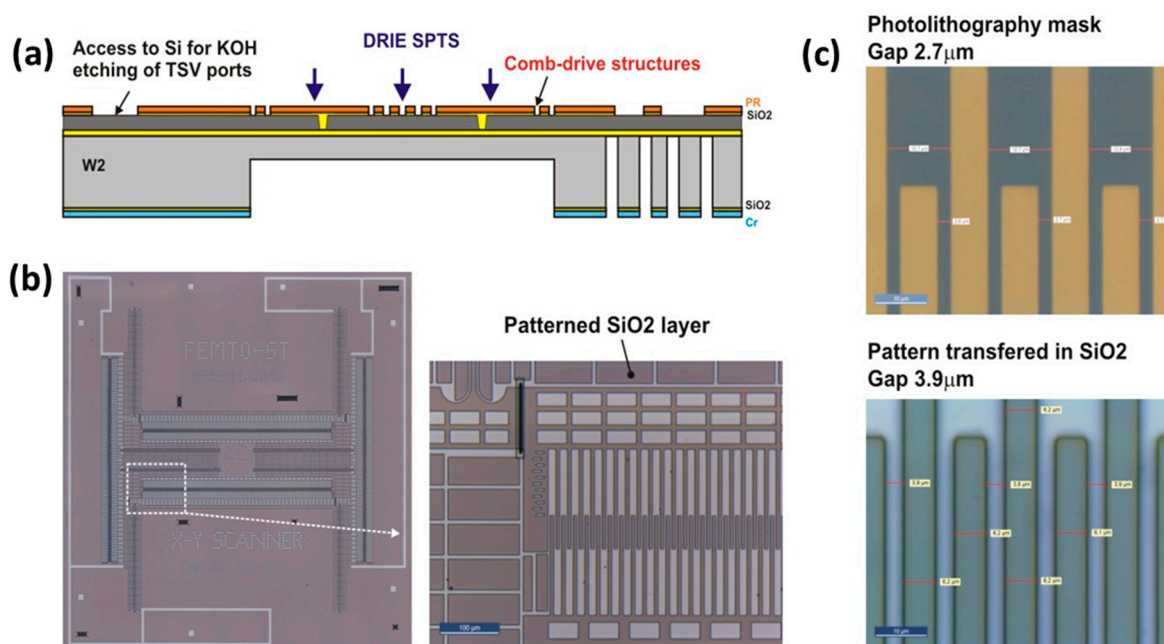 (a)
Access to Si for KOH
etching of TSV ports
DRIE SPTS
Comb-drive structures
PR
SiO2
W2
SiO2
Cr
(b)
FEMTO-ST
X-Y SCANNER
Patterned SiO2 layer
100 µm
(c)
Photolithography mask
Gap 2.7µm
10 µm
Pattern transfered in SiO2
Gap 3.9µm
6.2 µm
3.9 µm
3.9 µm
3.9 µm
6.2 µm
6.1 µm
6.2 µm
6.2 µm
10 µm